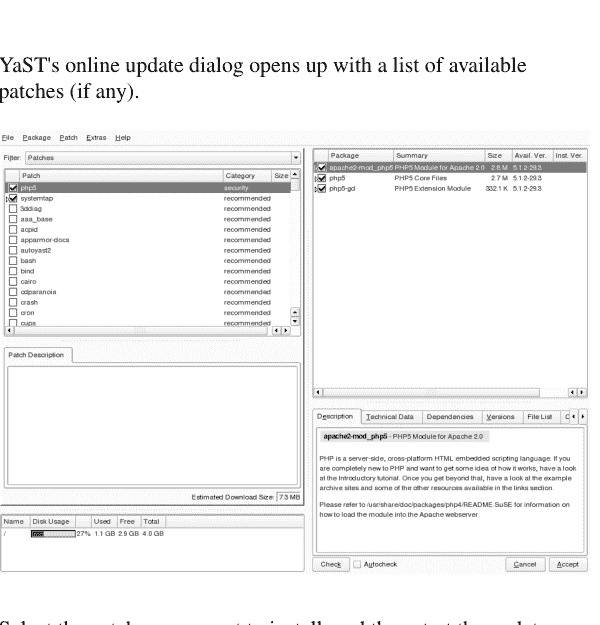 YaST's online update dialog opens up with a list of available
patches (if any).
File Package Patch Extras Help
Filter: Patches
Patch Category Size
php5 security
systemtap recommended
3ddiag recommended
aaa_base recommended
acpid recommended
apparmor-docs recommended
autoyast2 recommended
bash recommended
bind recommended
cairo recommended
cdparanoia recommended
crash recommended
cron recommended
cups recommended
Patch Description
Estimated Download Size: 7.3 MB
Name Disk Usage Used Free Total
/ 27% 1.1 GB 2.9 GB 4.0 GB
Package Summary Size Avail. Ver. Inst. Ver.
apache2-mod_php5 PHP5 Module for Apache 2.0 2.8 M 5.1.2-29.3
php5 PHP5 Core Files 2.7 M 5.1.2-29.3
php5-gd PHP5 Extension Module 332.1 K 5.1.2-29.3
Description Technical Data Dependencies Versions File List
apache2-mod_php5 - PHP5 Module for Apache 2.0
PHP is a server-side, cross-platform HTML embedded scripting language. If you
are completely new to PHP and want to get some idea of how it works, have a look
at the Introductory tutorial. Once you get beyond that, have a look at the example
archive sites and some of the other resources available in the links section.
Please refer to /usr/share/doc/packages/php4/README.SuSE for information on
how to load the module into the Apache webserver.
Check Autocheck Cancel Accept